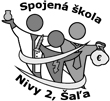 Spojená škola
€
Nivy 2, Šaľa